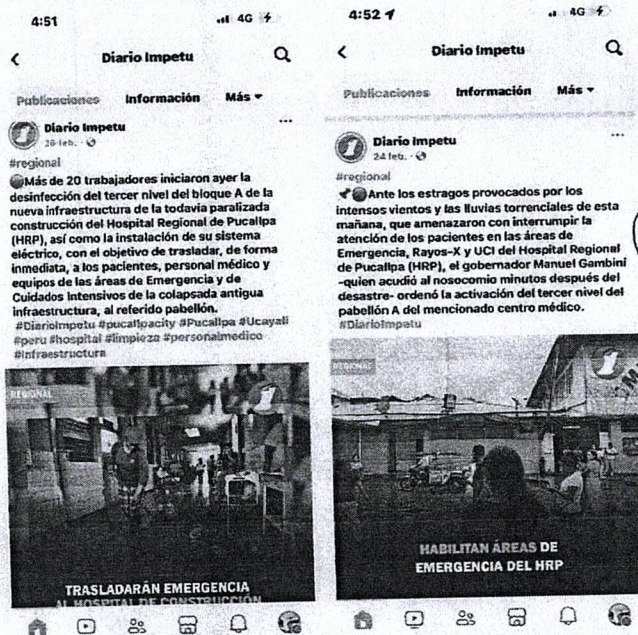 4:51
4G
Diario Impetu
Publicaciones Información Más
Diario Impetu
26 feb.
#regional
Más de 20 trabajadores iniciaron ayer la
desinfección del tercer nivel del bloque A de la
nueva infraestructura de la todavía paralizada
construcción del Hospital Regional de Pucallpa
(HRP), así como la instalación de su sistema
eléctrico, con el objetivo de trasladar, de forma
inmediata, a los pacientes, personal médico y
equipos de las áreas de Emergencia y de
Cuidados Intensivos de la colapsada antigua
infraestructura, al referido pabellón.
#DiarioImpetu #pucallpacity #Pucallpa #Ucayali
#peru #hospital #limpieza #personalmedico
#infraestructura
REGIONAL
TRASLADARÁN EMERGENCIA
AL HOSPITAL DE CONSTRUCCIÓN
4:52
4G
Diario Impetu
Publicaciones Información Más
Diario Impetu
24 feb.
#regional
Ante los estragos provocados por los
intensos vientos y las lluvias torrenciales de esta
mañana, que amenazaron con interrumpir la
atención de los pacientes en las áreas de
Emergencia, Rayos-X y UCI del Hospital Regional
de Pucallpa (HRP), el gobernador Manuel Gambini
-quien acudió al nosocomio minutos después del
desastre- ordenó la activación del tercer nivel del
pabellón A del mencionado centro médico.
#DiarioImpetu
REGIONAL
HABILITAN ÁREAS DE
EMERGENCIA DEL HRP